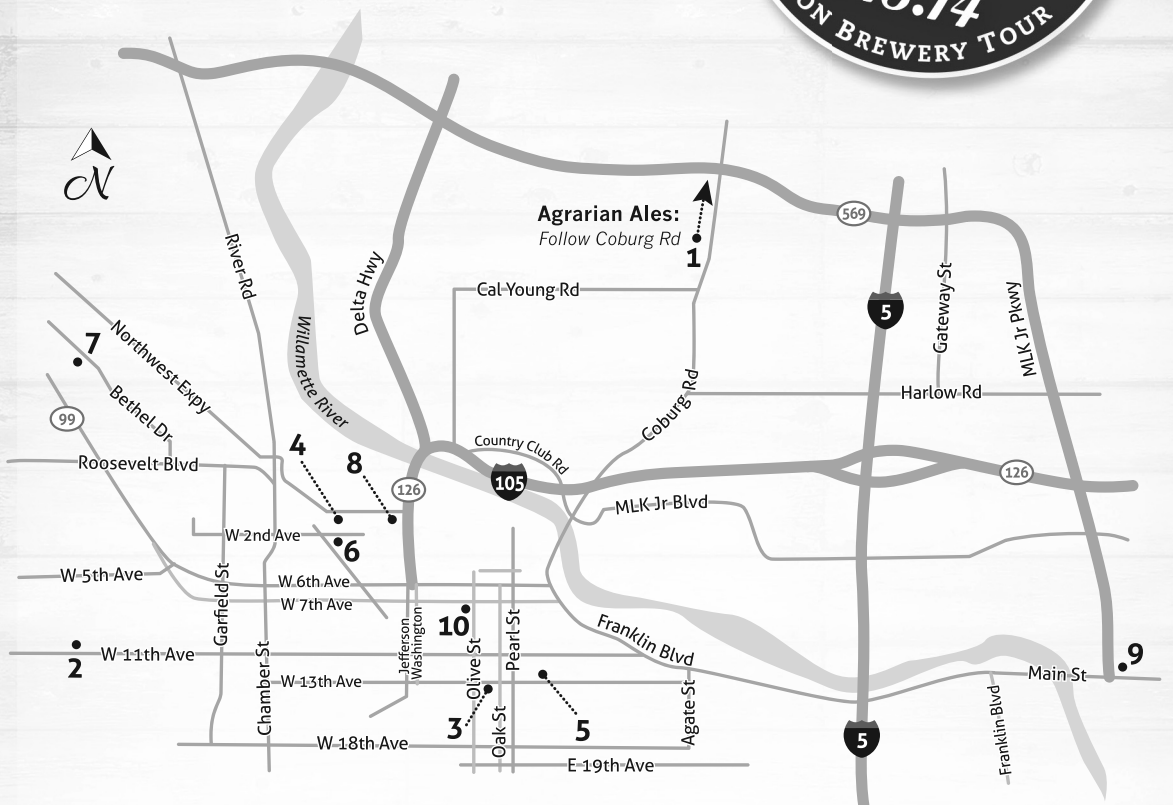 ON BREWERY TOUR
N
569
Agrarian Ales:
Follow Coburg Rd
1
River Rd
Delta Hwy
Cal Young Rd
5
Gateway St
MLK Jr Pkwy
7
Northwest Expy
Willamette River
Bethel Dr
99
Harlow Rd
Coburg Rd
4
8
Country Club Rd
Roosevelt Blvd
126
105
126
MLK Jr Blvd
W 2nd Ave
6
W 5th Ave
W 6th Ave
W 7th Ave
Garfield St
Chamber St
Jefferson
Washington
10
Olive St
Pearl St
Franklin Blvd
2
W 11th Ave
W 13th Ave
3
Oak St
5
Agate St
9
Main St
Franklin Blvd
W 18th Ave
5
E 19th Ave